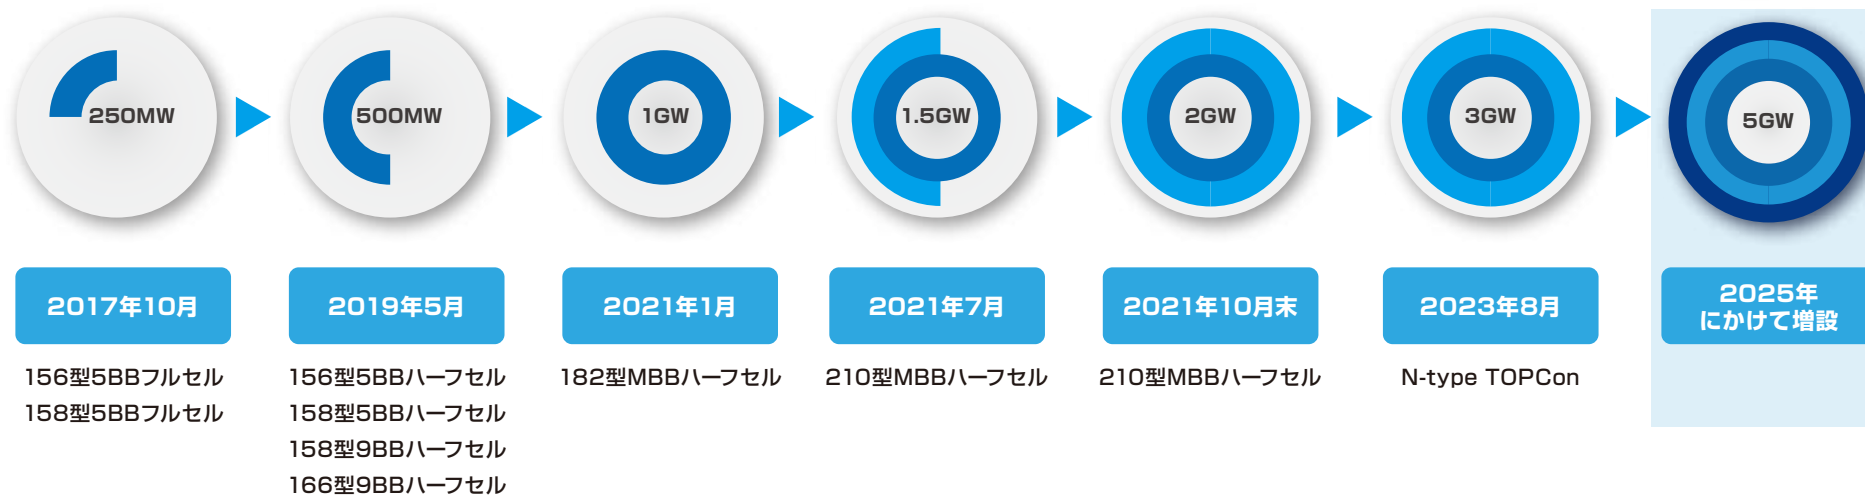 250MW
500MW
1GW
1.5GW
2GW
3GW
5GW
2017年10月
2019年5月
2021年1月
2021年7月
2021年10月末
2023年8月
2025年
にかけて増設
156型5BBフルセル
158型5BBフルセル
156型5BBハーフセル
158型5BBハーフセル
158型9BBハーフセル
166型9BBハーフセル
182型MBBハーフセル
210型MBBハーフセル
210型MBBハーフセル
N-type TOPCon